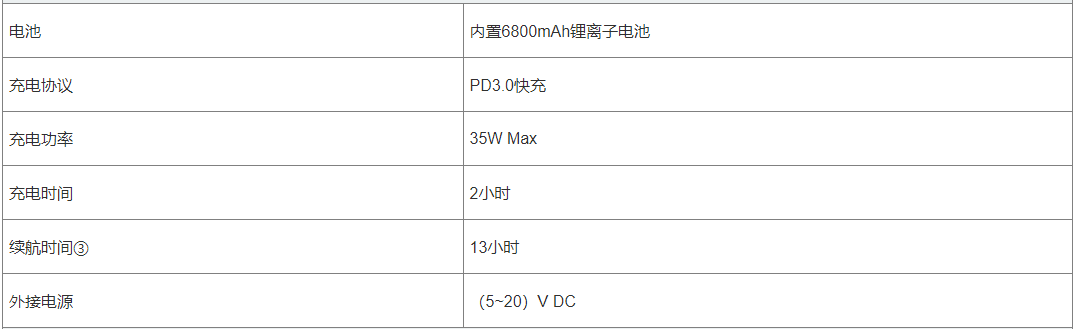 电池 内置6800mAh锂离子电池
充电协议 PD3.0快充
充电功率 35W Max
充电时间 2小时
续航时间③ 13小时
外接电源 （5~20）V DC